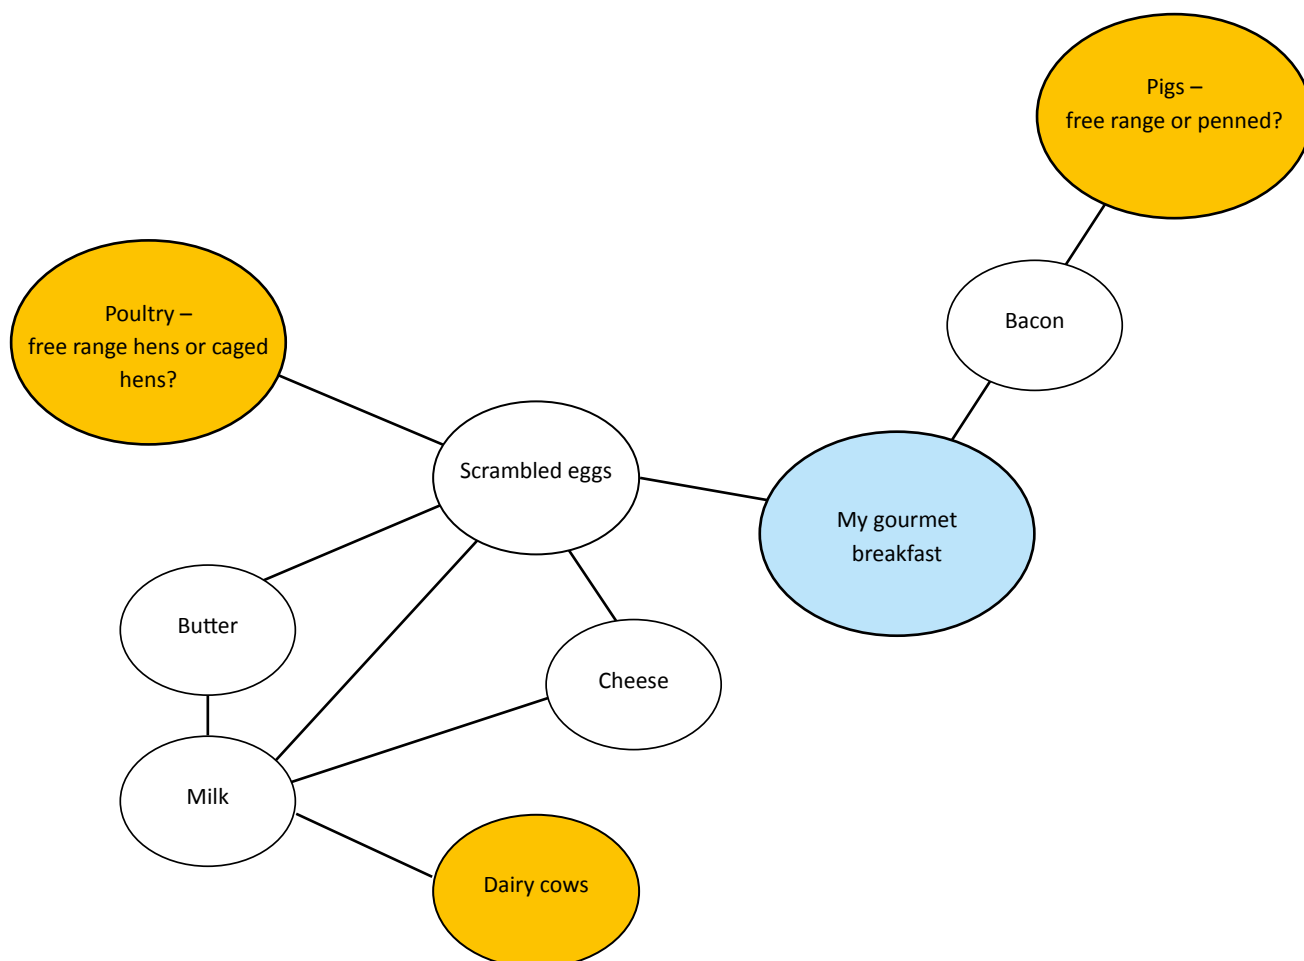 Pigs –
free range or penned?
Bacon
Poultry –
free range hens or caged
hens?
Scrambled eggs
My gourmet
breakfast
Butter
Cheese
Milk
Dairy cows